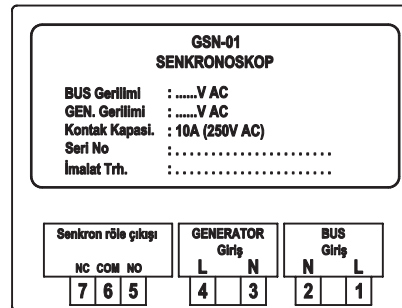 GSN-01
SENKRONOSKOP
BUS Gerilimi : ......V AC
GEN. Gerilimi : ......V AC
Kontak Kapasi. : 10A (250V AC)
Seri No : . . . . . . . . . . . . . . . . . . . . . . .
İmalat Trh. : . . . . . . . . . . . . . . . . . . . . . . .
Senkron röle çıkışı
NC COM NO
7 6 5
GENERATOR
Giriş
L N
4 3
BUS
Giriş
N L
2 1